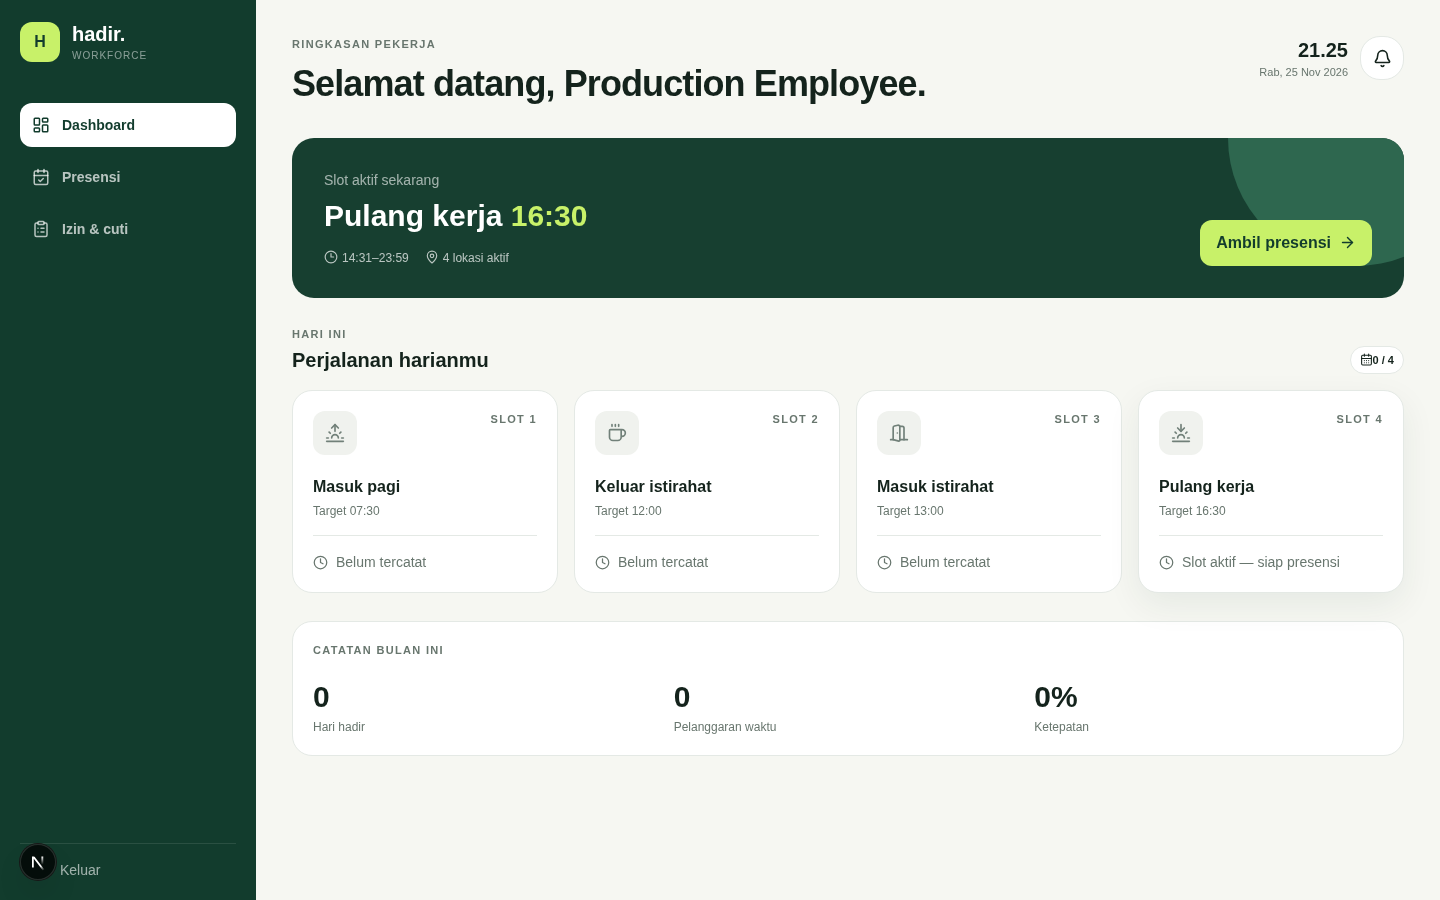 H
hadir.
WORKFORCE
Dashboard
Presensi
Izin & cuti
N
Keluar
RINGKASAN PEKERJA
Selamat datang, Production Employee.
21.25
Rab, 25 Nov 2026
Slot aktif sekarang
Pulang kerja 16:30
14:31–23:59 4 lokasi aktif
Ambil presensi
HARI INI
Perjalanan harianmu
0 / 4
SLOT 1
Masuk pagi
Target 07:30
Belum tercatat
SLOT 2
Keluar istirahat
Target 12:00
Belum tercatat
SLOT 3
Masuk istirahat
Target 13:00
Belum tercatat
SLOT 4
Pulang kerja
Target 16:30
Slot aktif — siap presensi
CATATAN BULAN INI
0
Hari hadir
0
Pelanggaran waktu
0%
Ketepatan